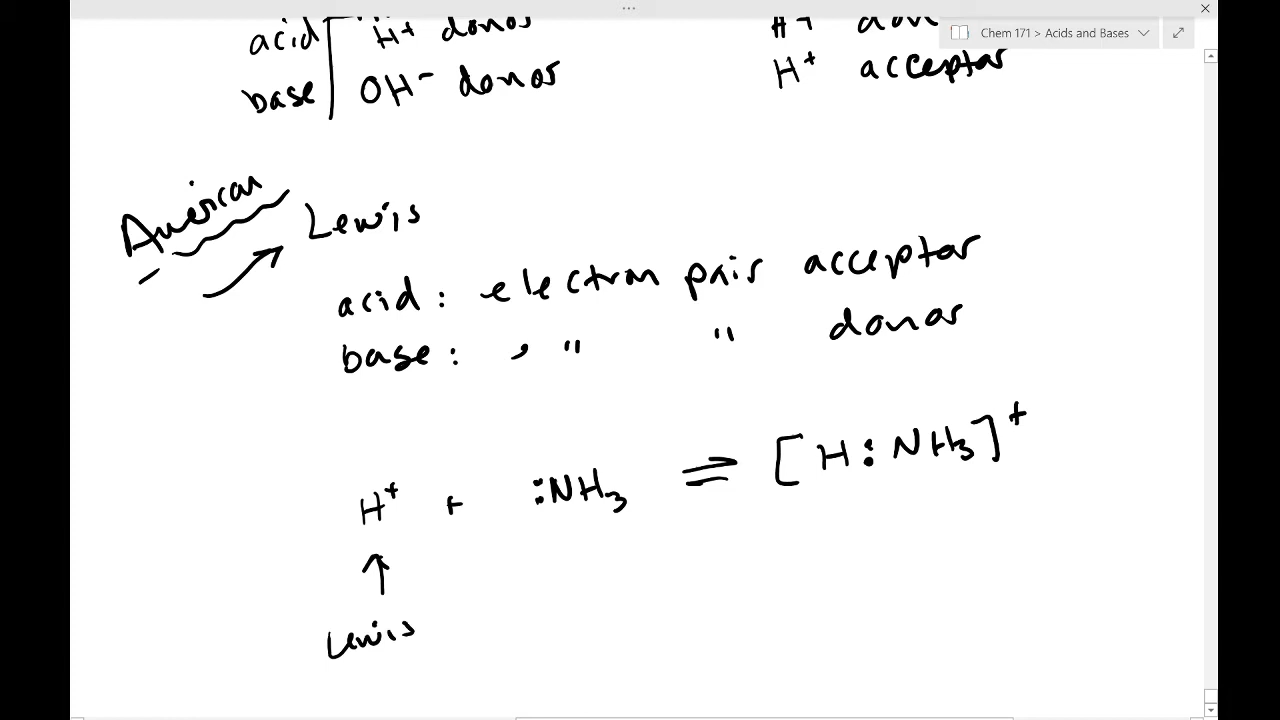 acid H+ donor H+ don
Chem 171 > Acids and Bases
base OH- donor H+ acceptor
American
Lewis
acid: electron pair acceptor
base: , " " donor
H+ + :NH3 ⇌ [H:NH3]+
↑
Lewis